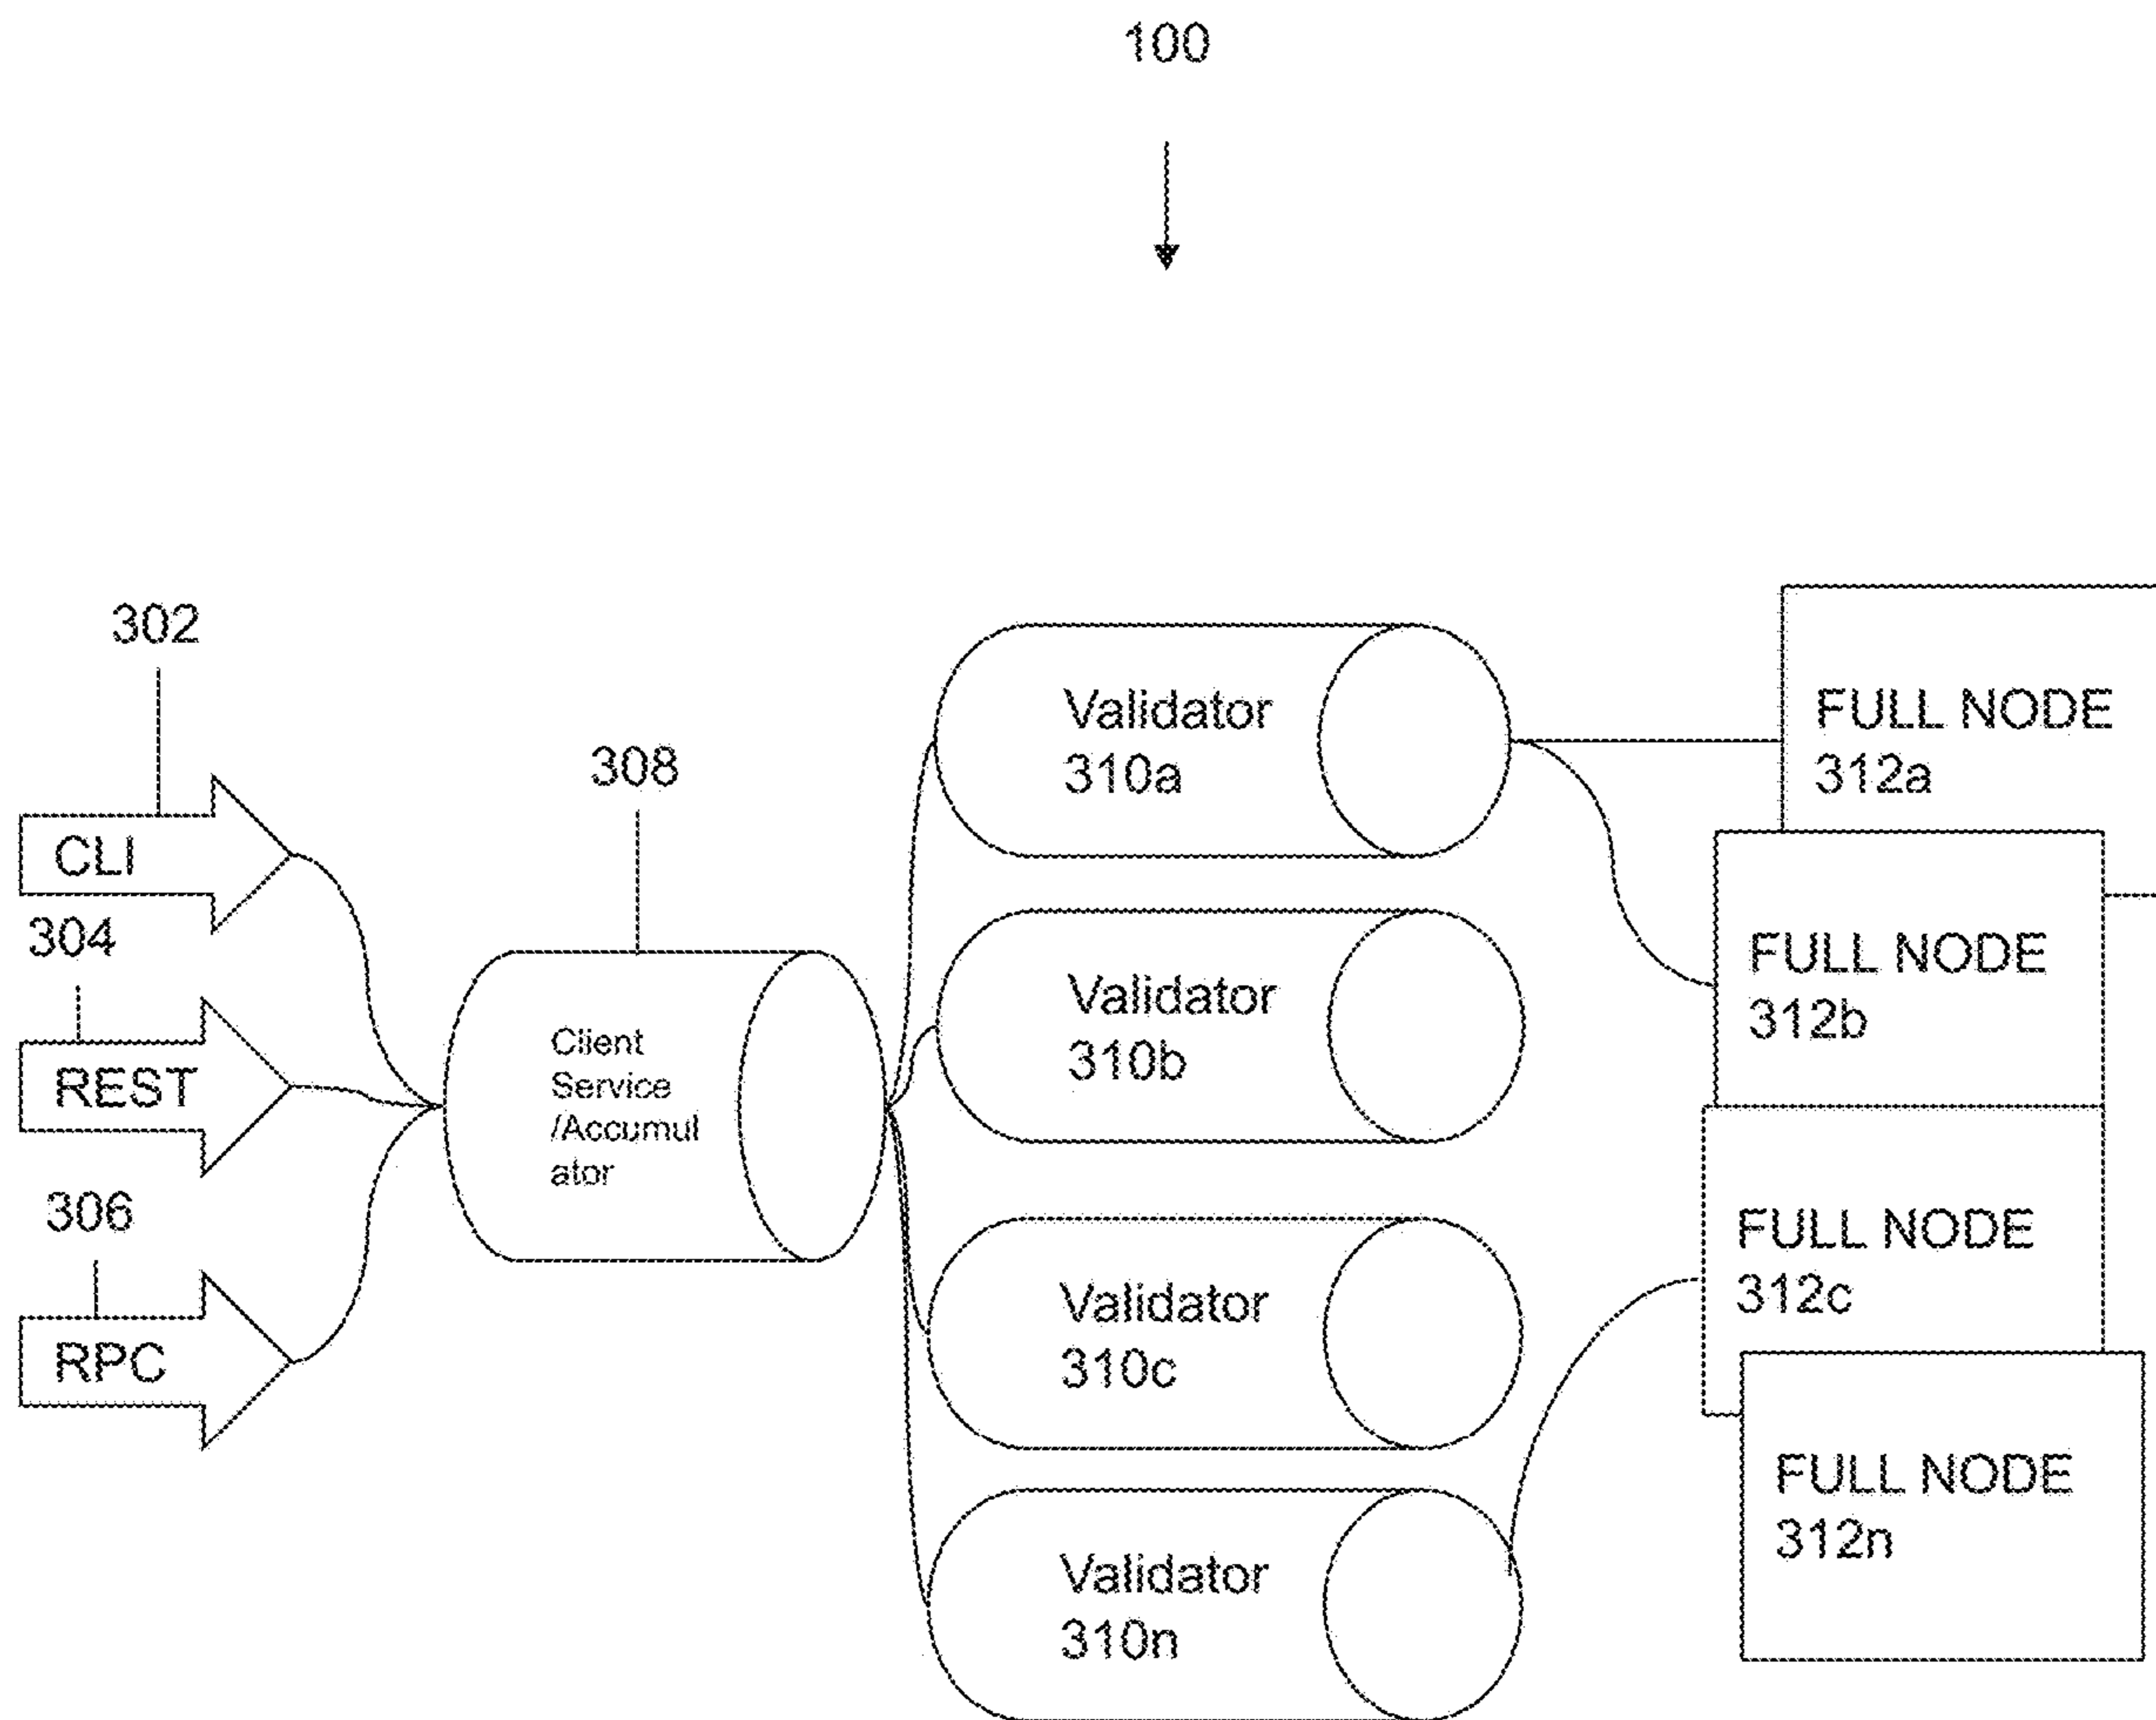 100
302
CLI
304
REST
306
RPC
308
Client
Service
/Accumul
ator
Validator
310a
Validator
310b
Validator
310c
Validator
310n
FULL NODE
312a
FULL NODE
312b
FULL NODE
312c
FULL NODE
312n